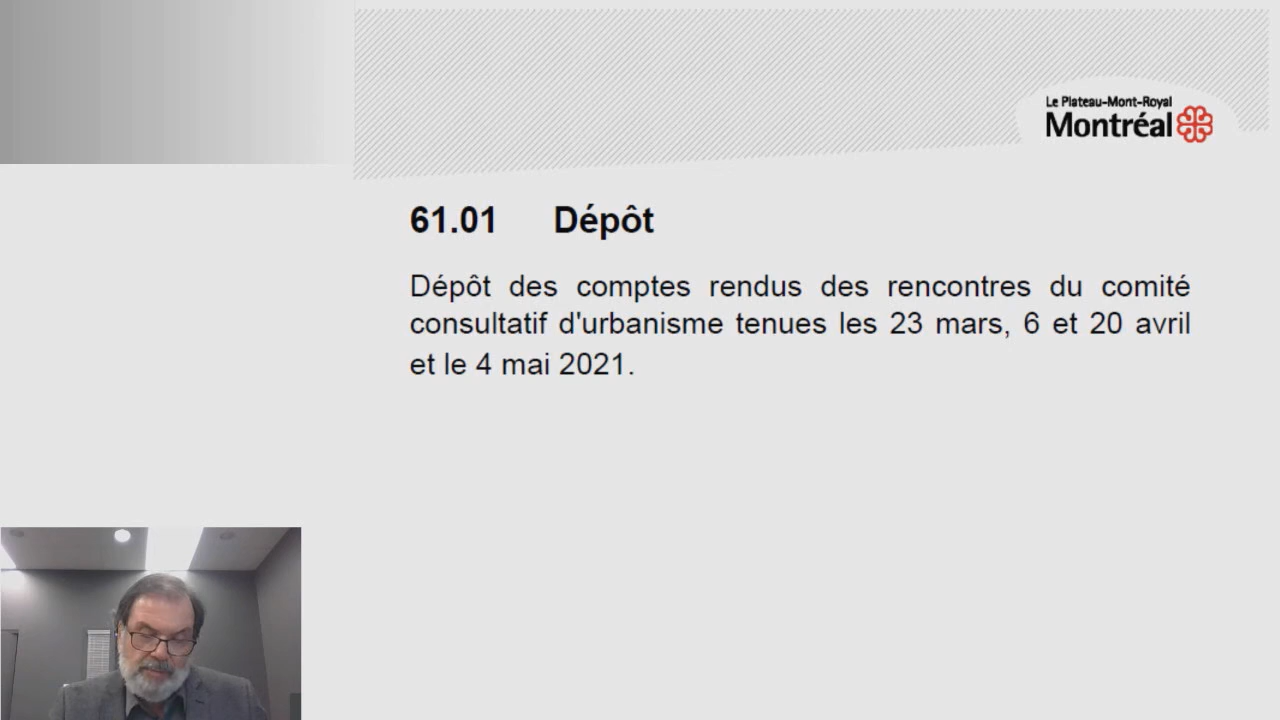 Le Plateau-Mont-Royal
Montréal
61.01 Dépôt
Dépôt des comptes rendus des rencontres du comité
consultatif d'urbanisme tenues les 23 mars, 6 et 20 avril
et le 4 mai 2021.